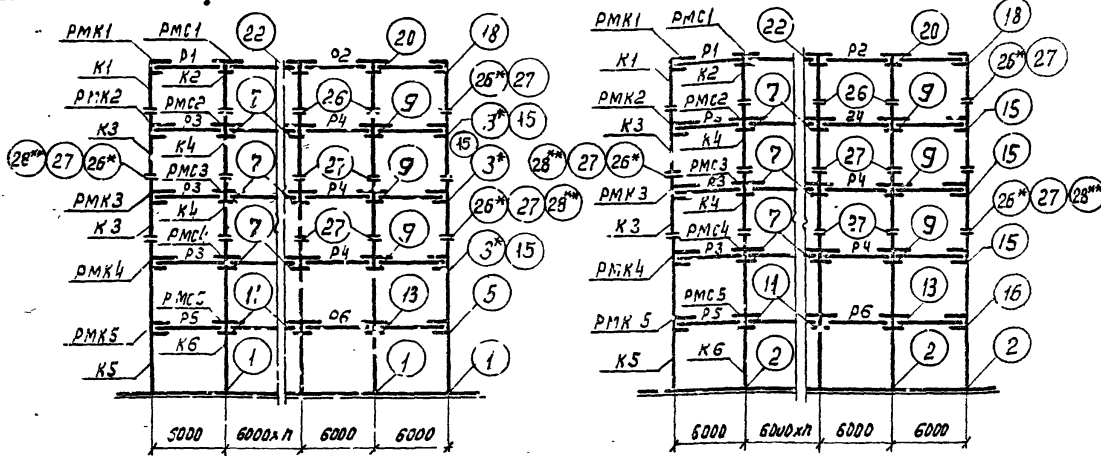 РМК1 РМС1 22 20 18
Р1 Р2
К1 К2 26* 27
РМК2 РМС2 7 26 9
Р3 Р4 3* 15
К3 К4 15
28** 27 26* РМС3 7 27 9 3*
Р3 Р4
РМК3 К4 26* 27 28**
К3 РМС4 7 27 9
Р3 Р4 3* 15
РМК4
РМС5 11 13 5
Р5 Р6
РМК5 К6
К5 1 1 1
6000 6000хn 6000 6000
РМК1 РМС1 22 20 18
Р1 Р2
К1 К2 26* 27
РМК2 РМС2 7 26 9
Р3 Р4 15
К3 К4
28** 27 26* РМС3 7 27 9 15
Р3 Р4
РМК3 К4 26* 27 28**
К3 РМС4 7 27 9
Р3 Р4 15
РМК4
РМС5 11 13 16
Р5 Р6
РМК5
К5 К6 2 2 2
6000 6000хn 6000 6000